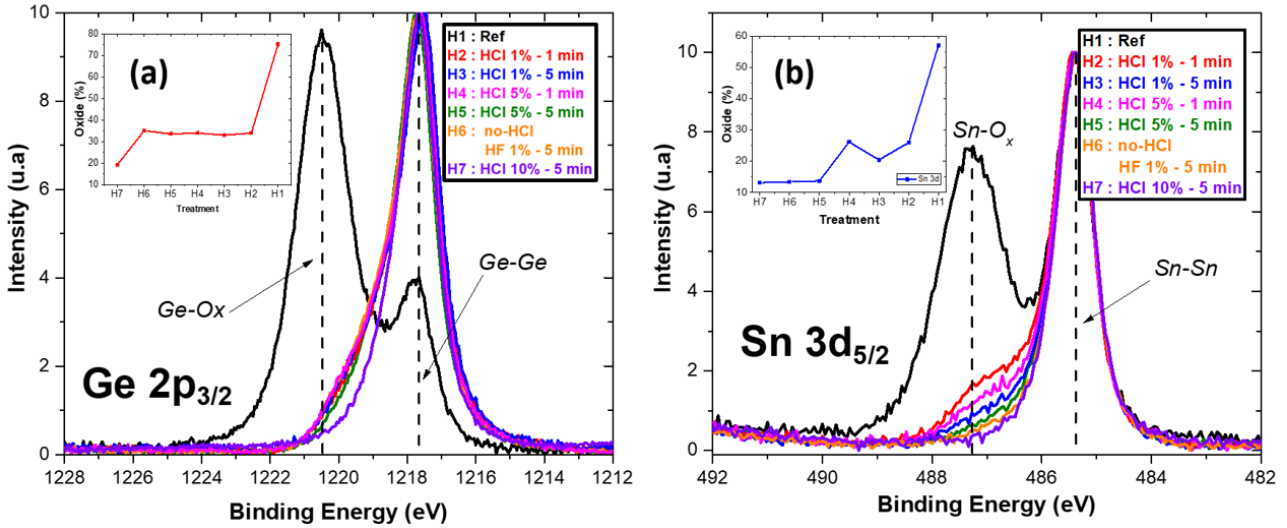 (a)
Oxide (%)
80
70
60
50
40
30
20
10
H7 H6 H5 H4 H3 H2 H1
Treatment
H1 : Ref
H2 : HCl 1% - 1 min
H3 : HCl 1% - 5 min
H4 : HCl 5% - 1 min
H5 : HCl 5% - 5 min
H6 : no-HCl
HF 1% - 5 min
H7 : HCl 10% - 5 min
Ge-Ox
Ge-Ge
Ge 2p3/2
Intensity (u.a)
10
8
6
4
2
0
1228 1226 1224 1222 1220 1218 1216 1214 1212
Binding Energy (eV)
(b)
Oxide (%)
60
50
40
30
20
10
H7 H6 H5 H4 H3 H2 H1
Sn 3d
Treatment
H1 : Ref
H2 : HCl 1% - 1 min
H3 : HCl 1% - 5 min
H4 : HCl 5% - 1 min
H5 : HCl 5% - 5 min
H6 : no-HCl
HF 1% - 5 min
H7 : HCl 10% - 5 min
Sn-Ox
Sn-Sn
Sn 3d5/2
Intensity (u.a)
10
8
6
4
2
0
492 490 488 486 484 482
Binding Energy (eV)